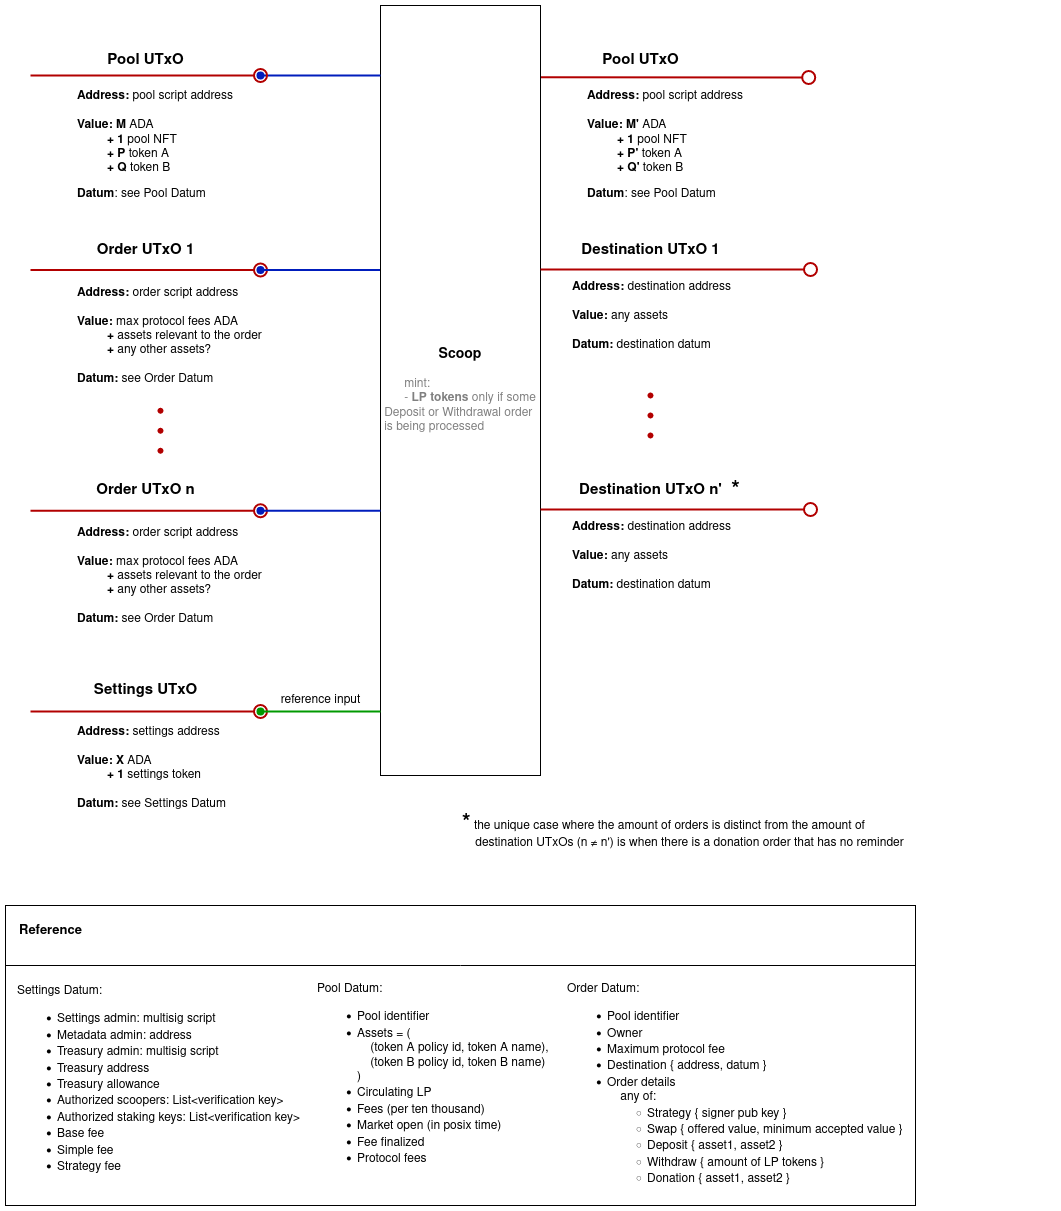 Pool UTxO
Address: pool script address
Value: M ADA
+ 1 pool NFT
+ P token A
+ Q token B
Datum: see Pool Datum
Order UTxO 1
Address: order script address
Value: max protocol fees ADA
+ assets relevant to the order
+ any other assets?
Datum: see Order Datum
Order UTxO n
Address: order script address
Value: max protocol fees ADA
+ assets relevant to the order
+ any other assets?
Datum: see Order Datum
Settings UTxO
reference input
Address: settings address
Value: X ADA
+ 1 settings token
Datum: see Settings Datum
Scoop
mint:
- LP tokens only if some
Deposit or Withdrawal order
is being processed
Pool UTxO
Address: pool script address
Value: M' ADA
+ 1 pool NFT
+ P' token A
+ Q' token B
Datum: see Pool Datum
Destination UTxO 1
Address: destination address
Value: any assets
Datum: destination datum
Destination UTxO n' *
Address: destination address
Value: any assets
Datum: destination datum
* the unique case where the amount of orders is distinct from the amount of
destination UTxOs (n ≠ n') is when there is a donation order that has no reminder
Reference
Settings Datum:
• Settings admin: multisig script
• Metadata admin: address
• Treasury admin: multisig script
• Treasury address
• Treasury allowance
• Authorized scoopers: List<verification key>
• Authorized staking keys: List<verification key>
• Base fee
• Simple fee
• Strategy fee
Pool Datum:
• Pool identifier
• Assets = (
(token A policy id, token A name),
(token B policy id, token B name)
)
• Circulating LP
• Fees (per ten thousand)
• Market open (in posix time)
• Fee finalized
• Protocol fees
Order Datum:
• Pool identifier
• Owner
• Maximum protocol fee
• Destination { address, datum }
• Order details
any of:
○ Strategy { signer pub key }
○ Swap { offered value, minimum accepted value }
○ Deposit { asset1, asset2 }
○ Withdraw { amount of LP tokens }
○ Donation { asset1, asset2 }